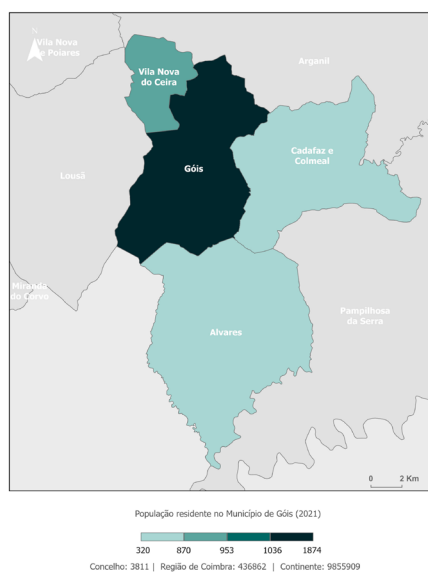 Vila Nova
de Poiares
Vila Nova
do Ceira
Arganil
Cadafaz e
Colmeal
Góis
Lousã
Miranda
do Corvo
Pampilhosa
da Serra
Alvares
0 2 Km
População residente no Município de Góis (2021)
320 870 953 1036 1874
Concelho: 3811 | Região de Coimbra: 436862 | Continente: 9855909